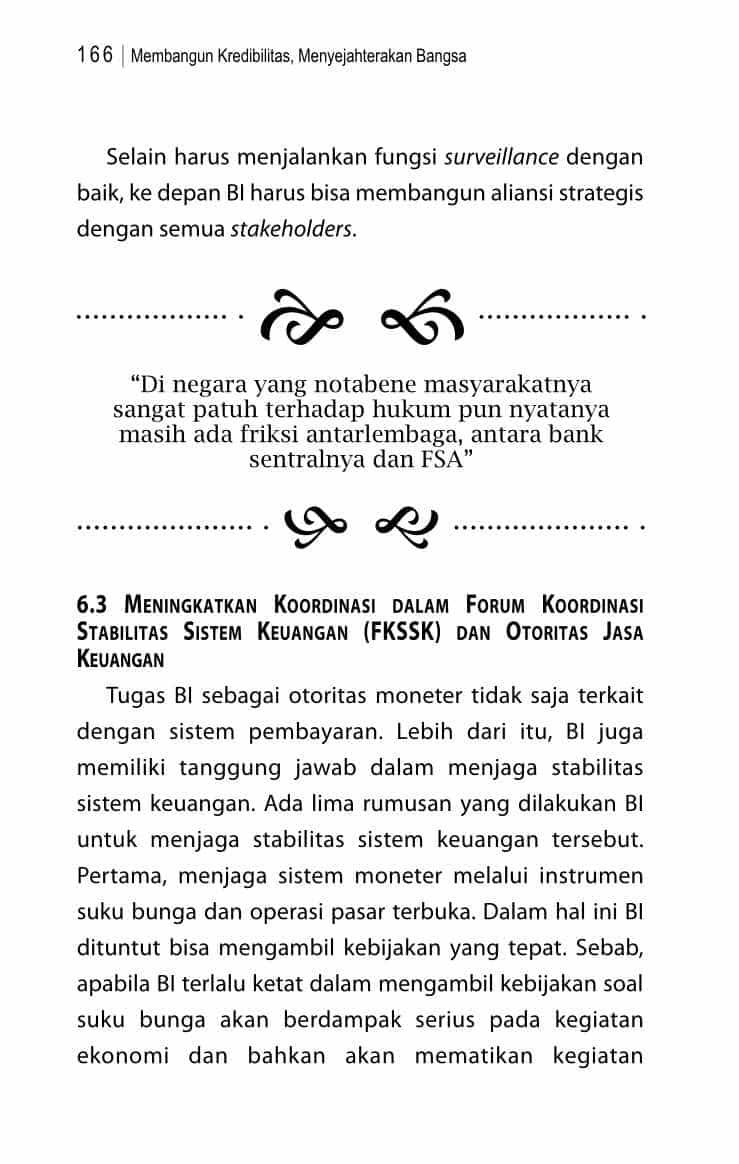 166 | Membangun Kredibilitas, Menyejahterakan Bangsa
Selain harus menjalankan fungsi surveillance dengan
baik, ke depan BI harus bisa membangun aliansi strategis
dengan semua stakeholders.
“Di negara yang notabene masyarakatnya
sangat patuh terhadap hukum pun nyatanya
masih ada friksi antarlembaga, antara bank
sentralnya dan FSA”
6.3 Meningkatkan Koordinasi dalam Forum Koordinasi
Stabilitas Sistem Keuangan (FKSSK) dan Otoritas Jasa
Keuangan
Tugas BI sebagai otoritas moneter tidak saja terkait
dengan sistem pembayaran. Lebih dari itu, BI juga
memiliki tanggung jawab dalam menjaga stabilitas
sistem keuangan. Ada lima rumusan yang dilakukan BI
untuk menjaga stabilitas sistem keuangan tersebut.
Pertama, menjaga sistem moneter melalui instrumen
suku bunga dan operasi pasar terbuka. Dalam hal ini BI
dituntut bisa mengambil kebijakan yang tepat. Sebab,
apabila BI terlalu ketat dalam mengambil kebijakan soal
suku bunga akan berdampak serius pada kegiatan
ekonomi dan bahkan akan mematikan kegiatan